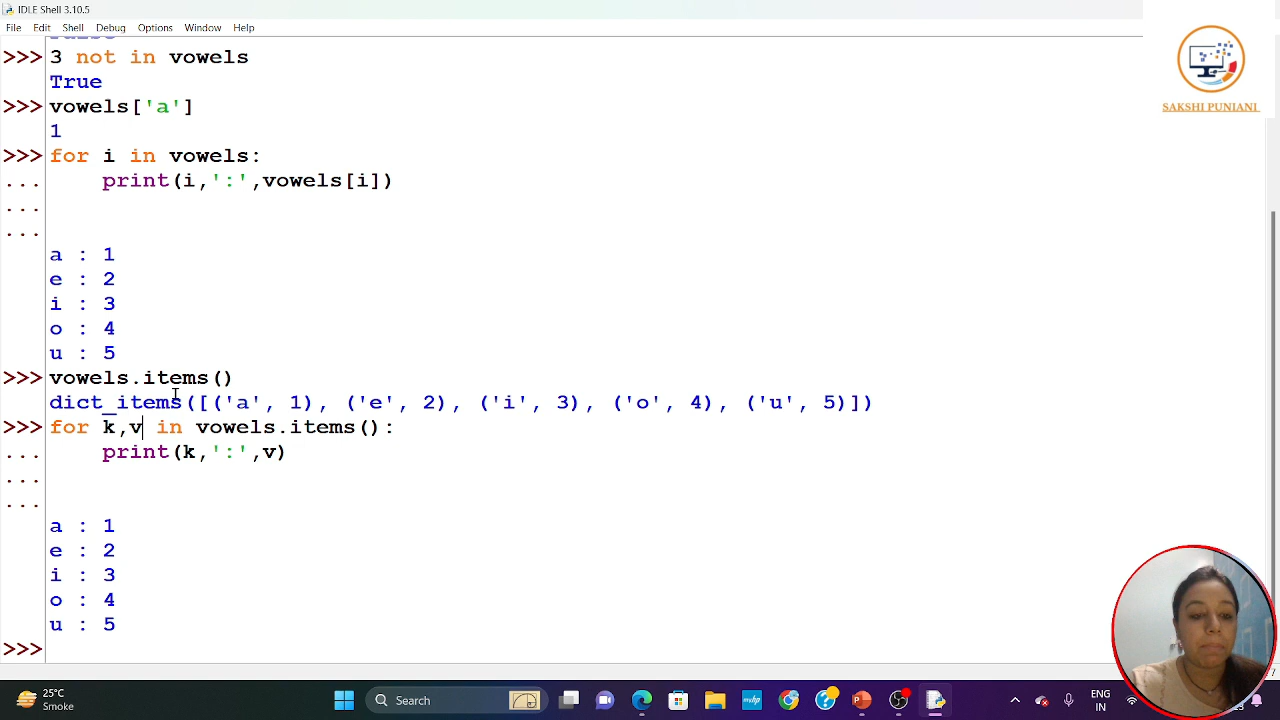 IDLE Shell 3.10.5
File Edit Shell Debug Options Window Help
False
>>> 3 not in vowels
True
>>> vowels['a']
1
>>> for i in vowels:
... print(i,':',vowels[i])
...
...
a : 1
e : 2
i : 3
o : 4
u : 5
>>> vowels.items()
dict_items([('a', 1), ('e', 2), ('i', 3), ('o', 4), ('u', 5)])
>>> for k,v in vowels.items():
... print(k,':',v)
...
...
a : 1
e : 2
i : 3
o : 4
u : 5
>>>
SAKSHI PUNIANI
25°C
Smoke
Search
mdp
ENG
IN